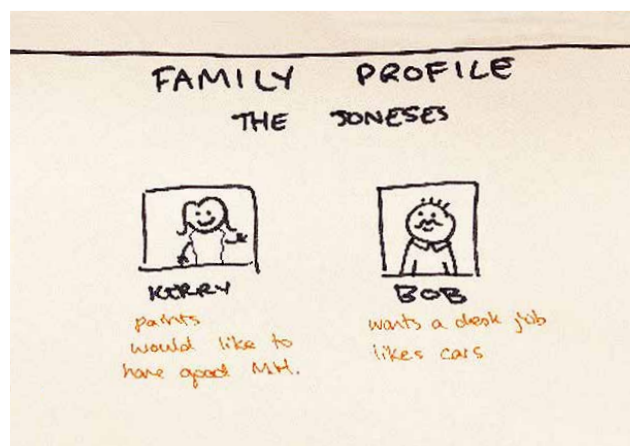 FAMILY PROFILE
THE JONESES
KERRY
BOB
paints
would like to
have good MH.
wants a desk job
likes cars